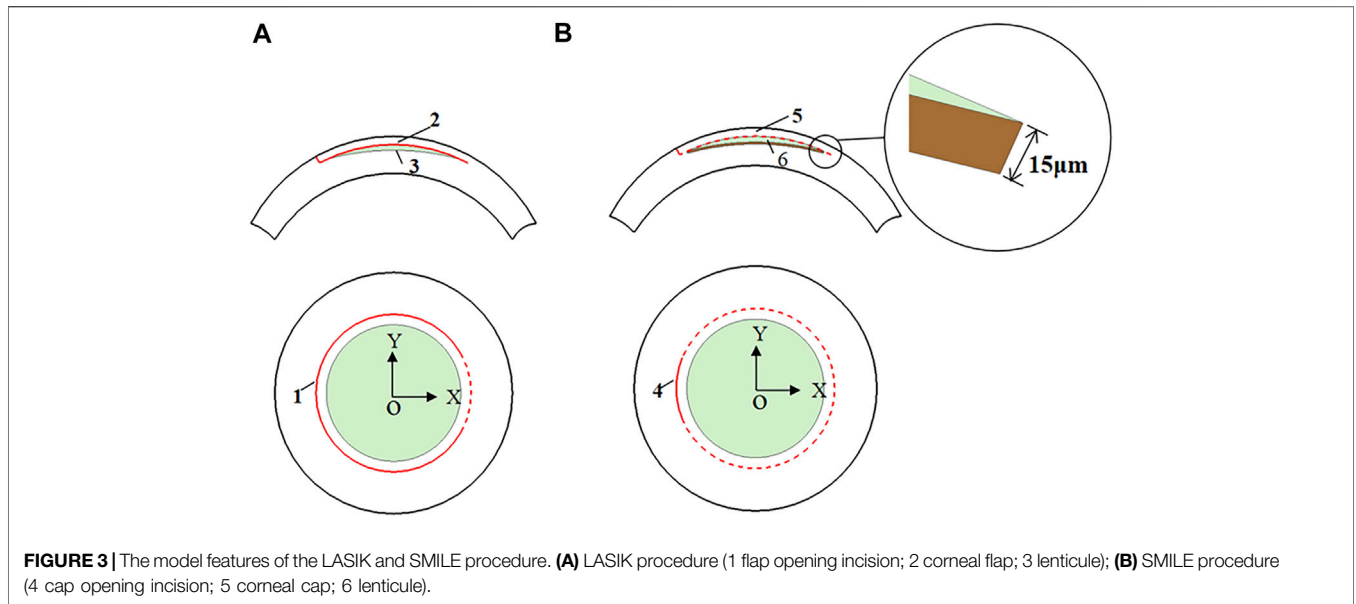 A
B
2
3
5
6
15μm
Y
X
O
1
Y
X
O
4
FIGURE 3 | The model features of the LASIK and SMILE procedure. (A) LASIK procedure (1 flap opening incision; 2 corneal flap; 3 lenticule); (B) SMILE procedure
(4 cap opening incision; 5 corneal cap; 6 lenticule).